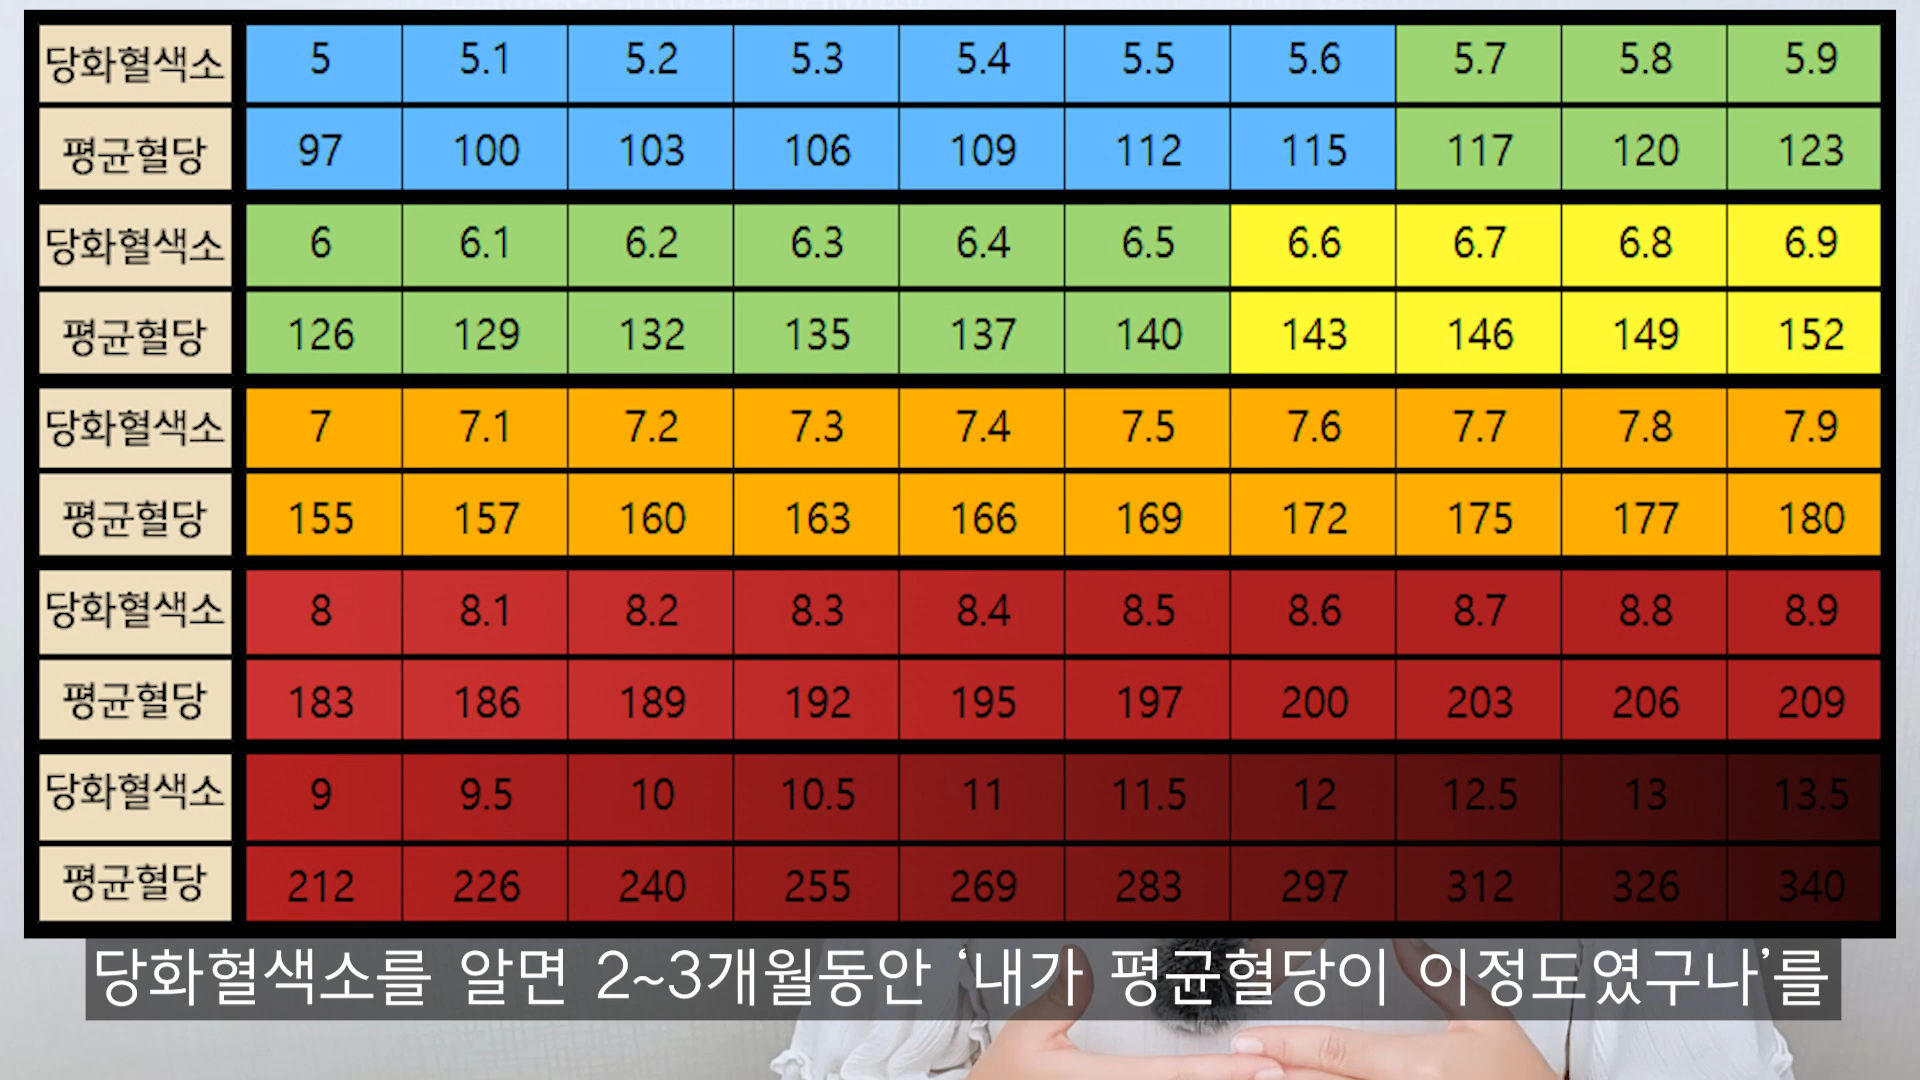 당화혈색소 5 5.1 5.2 5.3 5.4 5.5 5.6 5.7 5.8 5.9
평균혈당 97 100 103 106 109 112 115 117 120 123
당화혈색소 6 6.1 6.2 6.3 6.4 6.5 6.6 6.7 6.8 6.9
평균혈당 126 129 132 135 137 140 143 146 149 152
당화혈색소 7 7.1 7.2 7.3 7.4 7.5 7.6 7.7 7.8 7.9
평균혈당 155 157 160 163 166 169 172 175 177 180
당화혈색소 8 8.1 8.2 8.3 8.4 8.5 8.6 8.7 8.8 8.9
평균혈당 183 186 189 192 195 197 200 203 206 209
당화혈색소 9 9.5 10 10.5 11 11.5 12 12.5 13 13.5
평균혈당 212 226 240 255 269 283 297 312 326 340
당화혈색소를 알면 2~3개월동안 ‘내가 평균혈당이 이정도였구나’를